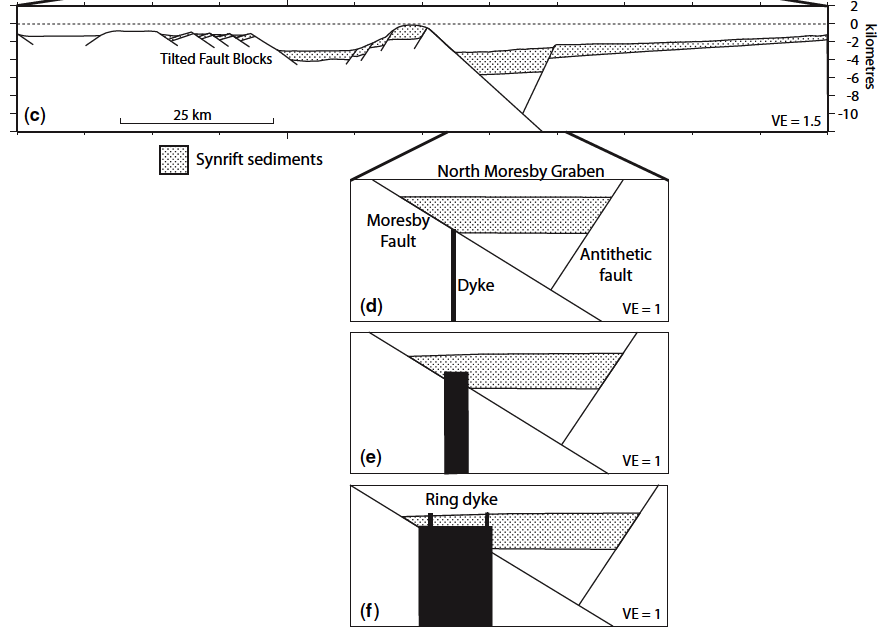 2
0
-2
-4
-6
-8
-10
kilometres
Tilted Fault Blocks
(c)
25 km
VE = 1.5
Synrift sediments
North Moresby Graben
Moresby
Fault
Antithetic
fault
Dyke
(d)
VE = 1
(e)
VE = 1
Ring dyke
(f)
VE = 1